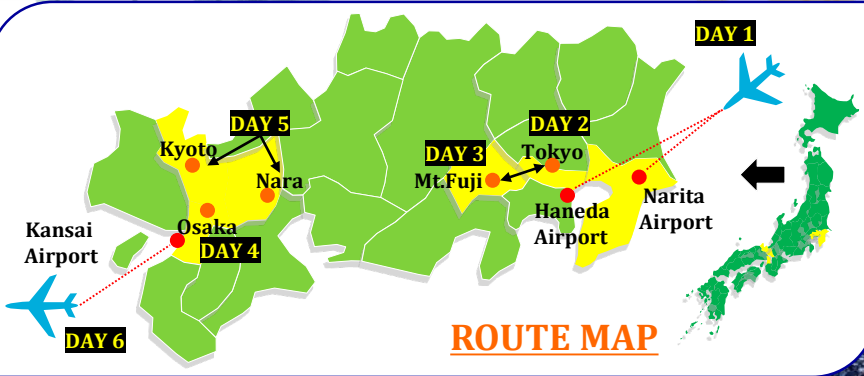 DAY 1
DAY 5
DAY 2
Kyoto
DAY 3
Tokyo
Mt.Fuji
Nara
Narita
Airport
Haneda
Airport
Kansai
Airport
Osaka
DAY 4
DAY 6
ROUTE MAP